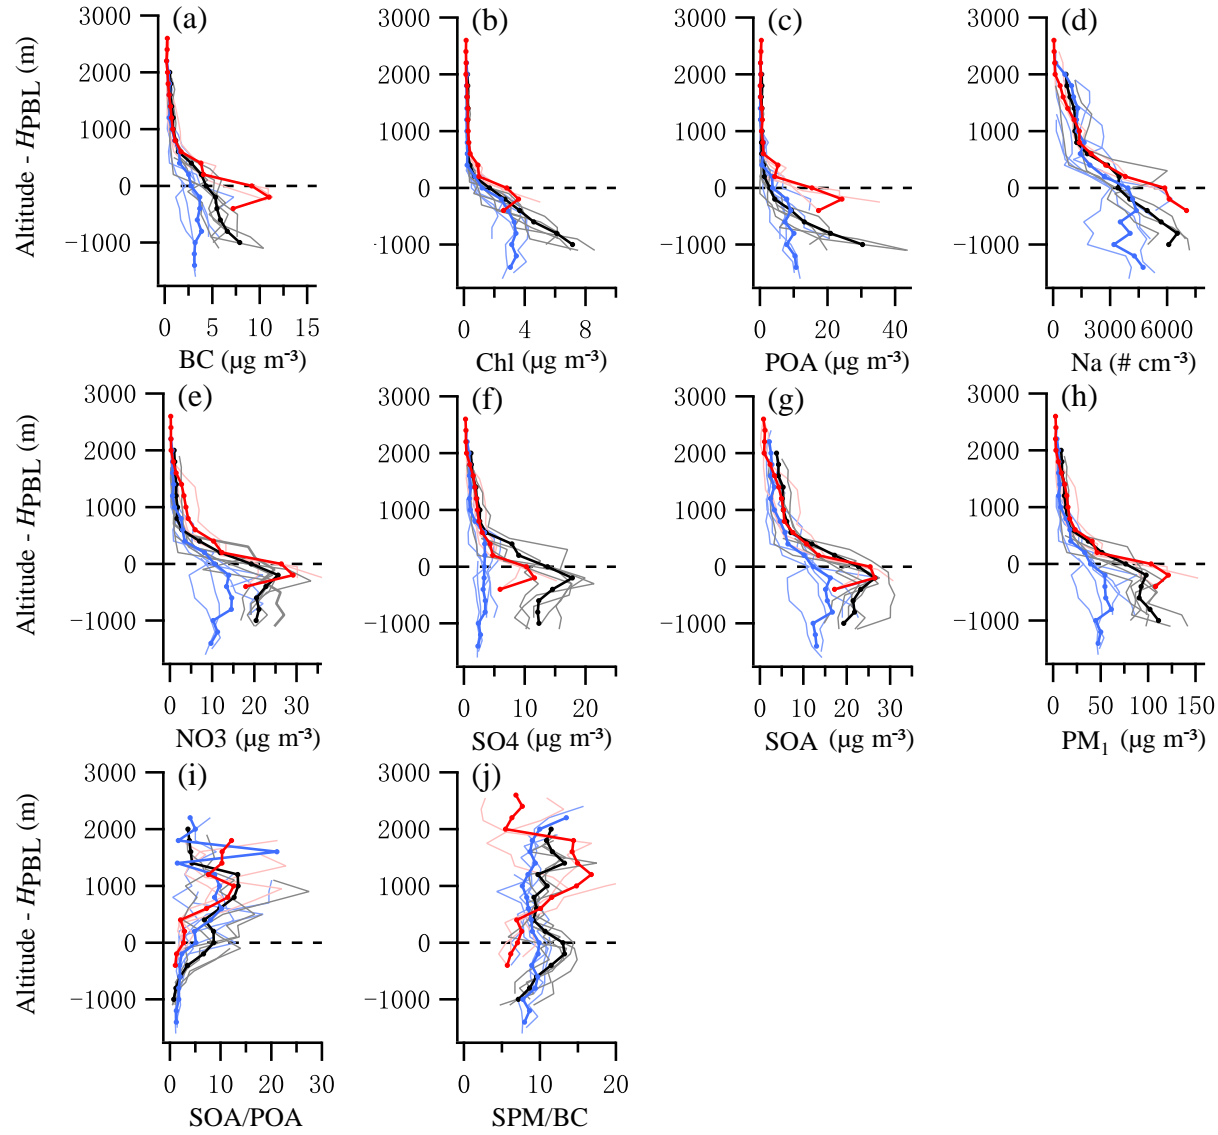 (a) (b) (c) (d)
3000 3000 3000 3000
2000 2000 2000 2000
1000 1000 1000 1000
0 0 0 0
−1000 −1000 −1000 −1000
Altitude - HPBL (m)
0 5 10 15 0 4 8 0 20 40 0 3000 6000
BC (μg m⁻³) Chl (μg m⁻³) POA (μg m⁻³) Na (# cm⁻³)
(e) (f) (g) (h)
3000 3000 3000 3000
2000 2000 2000 2000
1000 1000 1000 1000
0 0 0 0
−1000 −1000 −1000 −1000
Altitude - HPBL (m)
0 10 20 30 0 10 20 0 10 20 30 0 50 100 150
NO3 (μg m⁻³) SO4 (μg m⁻³) SOA (μg m⁻³) PM₁ (μg m⁻³)
(i) (j)
3000 3000
2000 2000
1000 1000
0 0
−1000 −1000
Altitude - HPBL (m)
0 10 20 30 0 10 20
SOA/POA SPM/BC